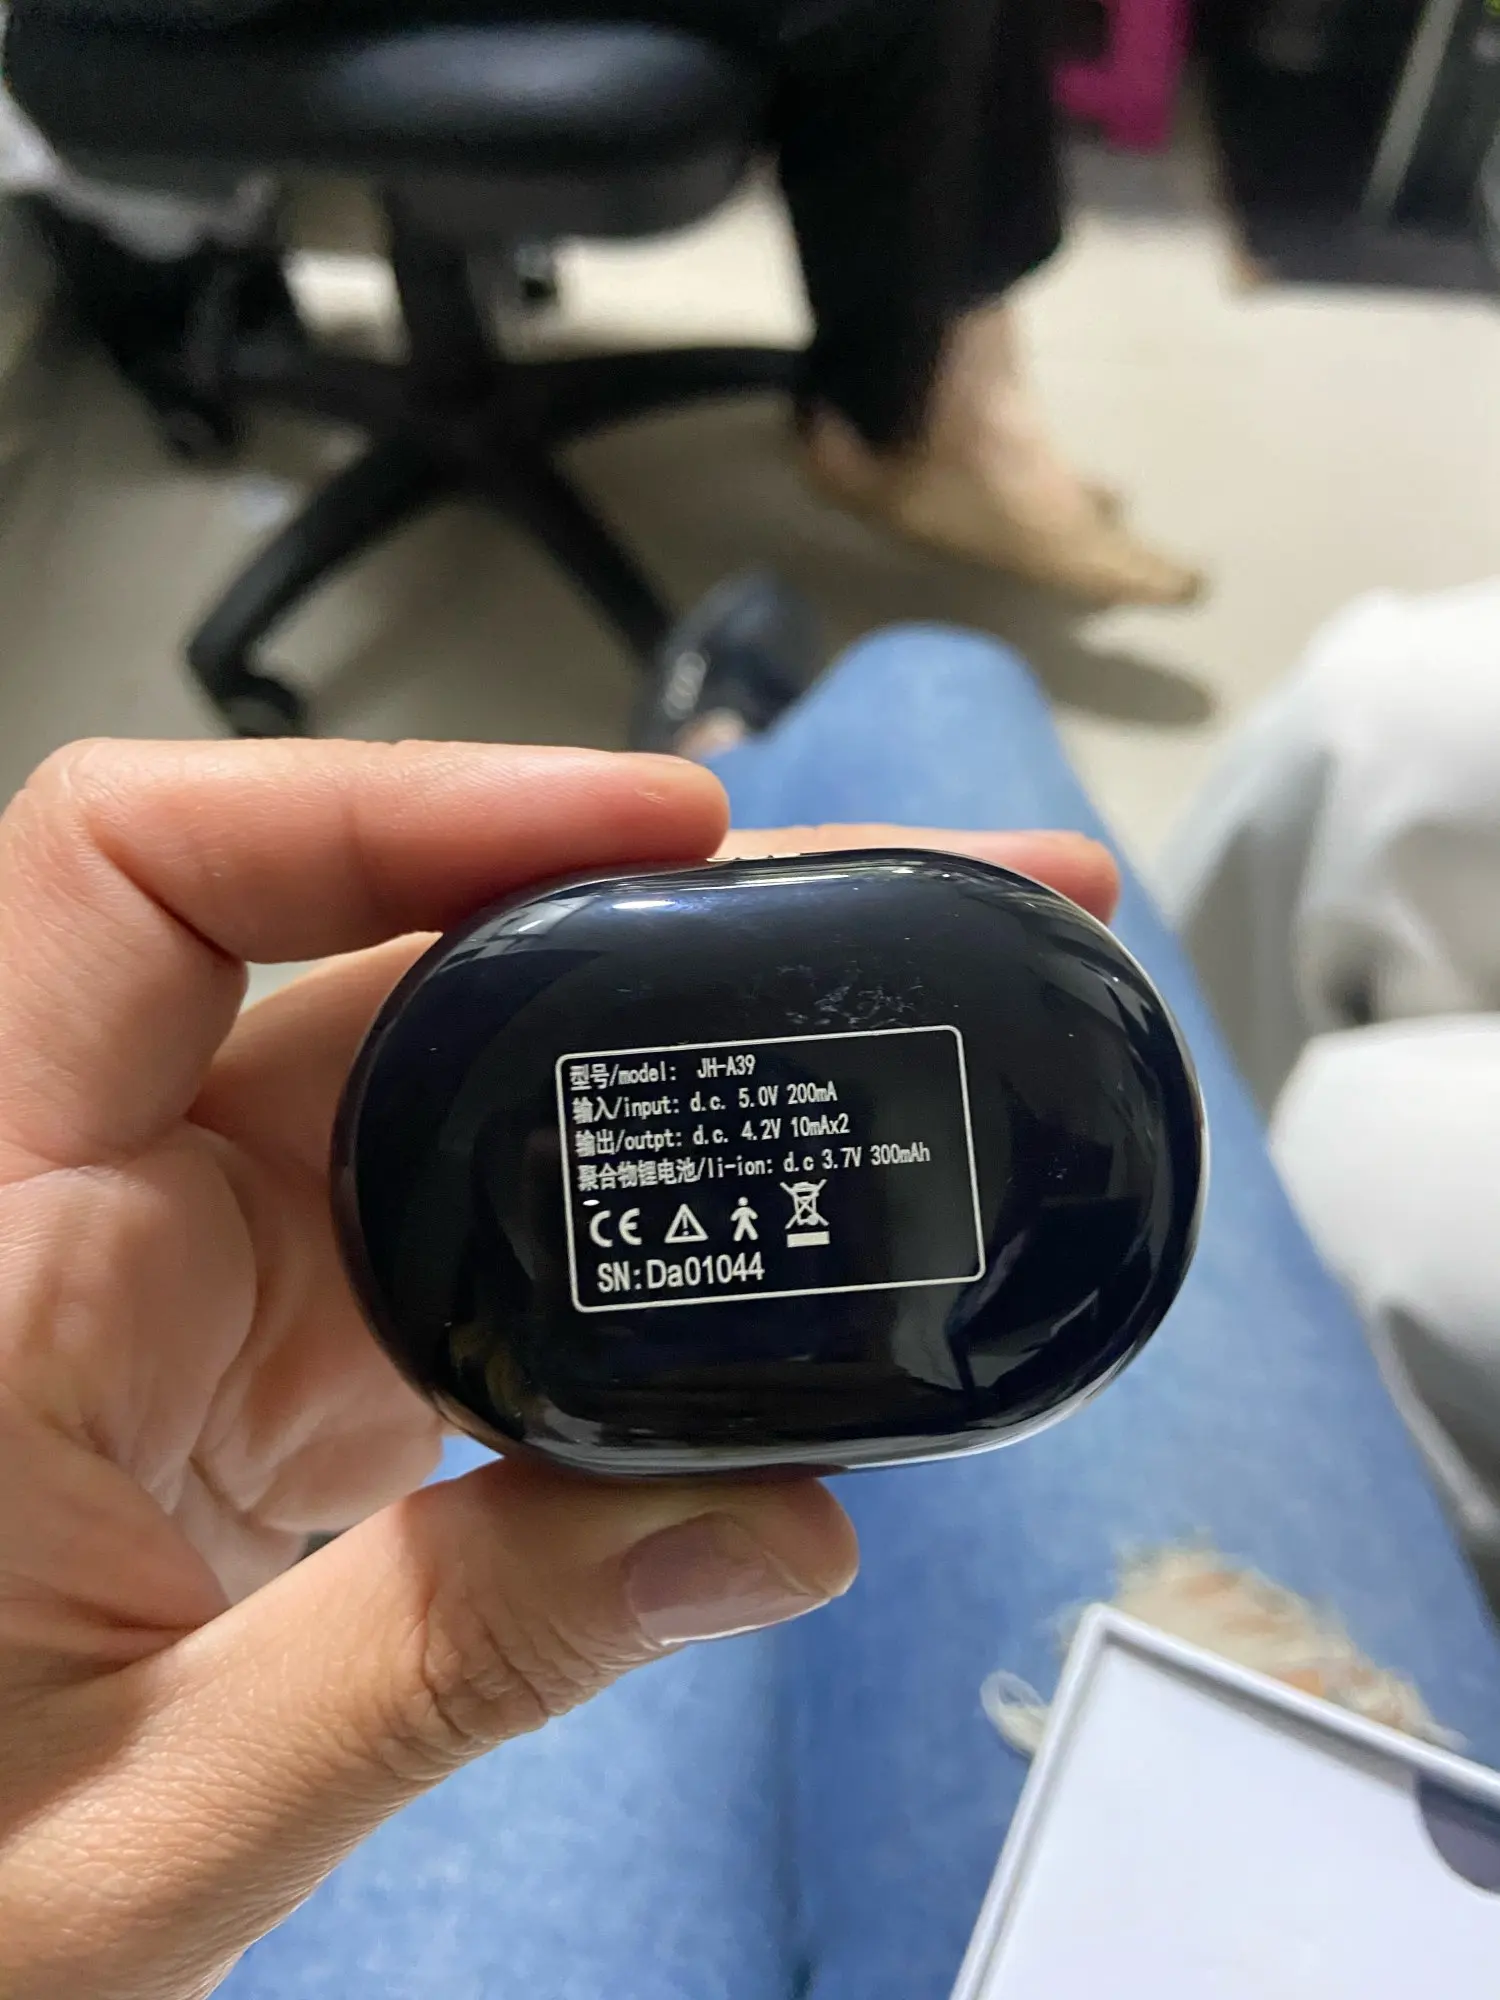 型号/model: JH-A39
输入/input: d.c. 5.0V 200mA
输出/outpt: d.c. 4.2V 10mAx2
聚合物锂电池/li-ion: d.c 3.7V 300mAh
CE
SN:Da01044